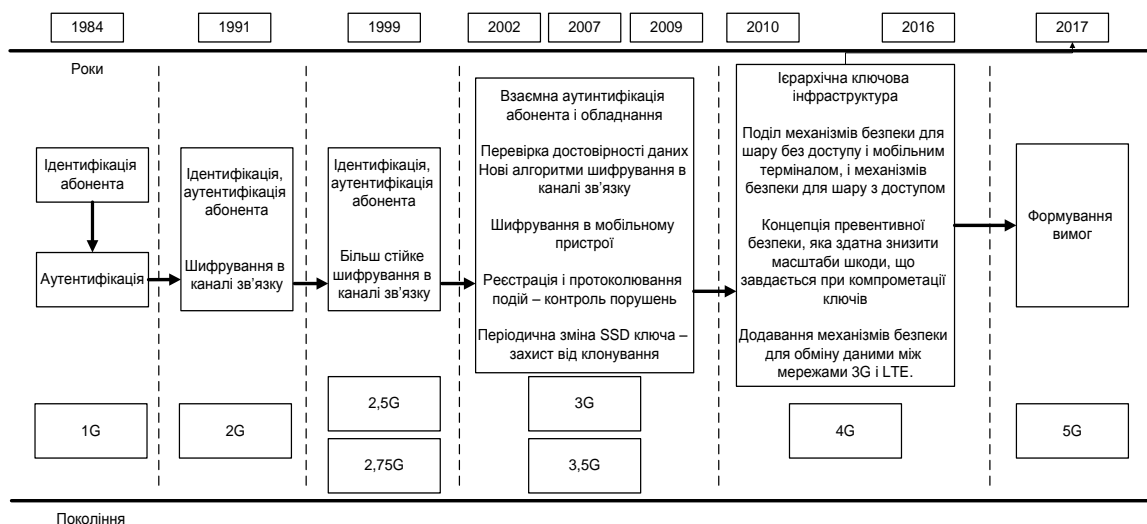 1984
1991
1999
2002
2007
2009
2010
2016
2017
Роки
Ідентифікація
абонента
Аутентифікація
Ідентифікація,
аутентифікація
абонента
Шифрування в
каналі зв’язку
Ідентифікація,
аутентифікація
абонента
Більш стійке
шифрування в
каналі зв’язку
Взаємна аутинтифікація
абонента і обладнання
Перевірка достовірності даних
Нові алгоритми шифрування в
каналі зв’язку
Шифрування в мобільному
пристрої
Реєстрація і протоколювання
подій – контроль порушень
Періодична зміна SSD ключа –
захист від клонування
Ієрархічна ключова
інфраструктура
Поділ механізмів безпеки для
шару без доступу і мобільним
терміналом, і механізмів
безпеки для шару з доступом
Концепція превентивної
безпеки, яка здатна знизити
масштаби шкоди, що
завдається при компрометації
ключів
Додавання механізмів безпеки
для обміну даними між
мережами 3G і LTE.
Формування
вимог
1G
2G
2,5G
2,75G
3G
3,5G
4G
5G
Покоління